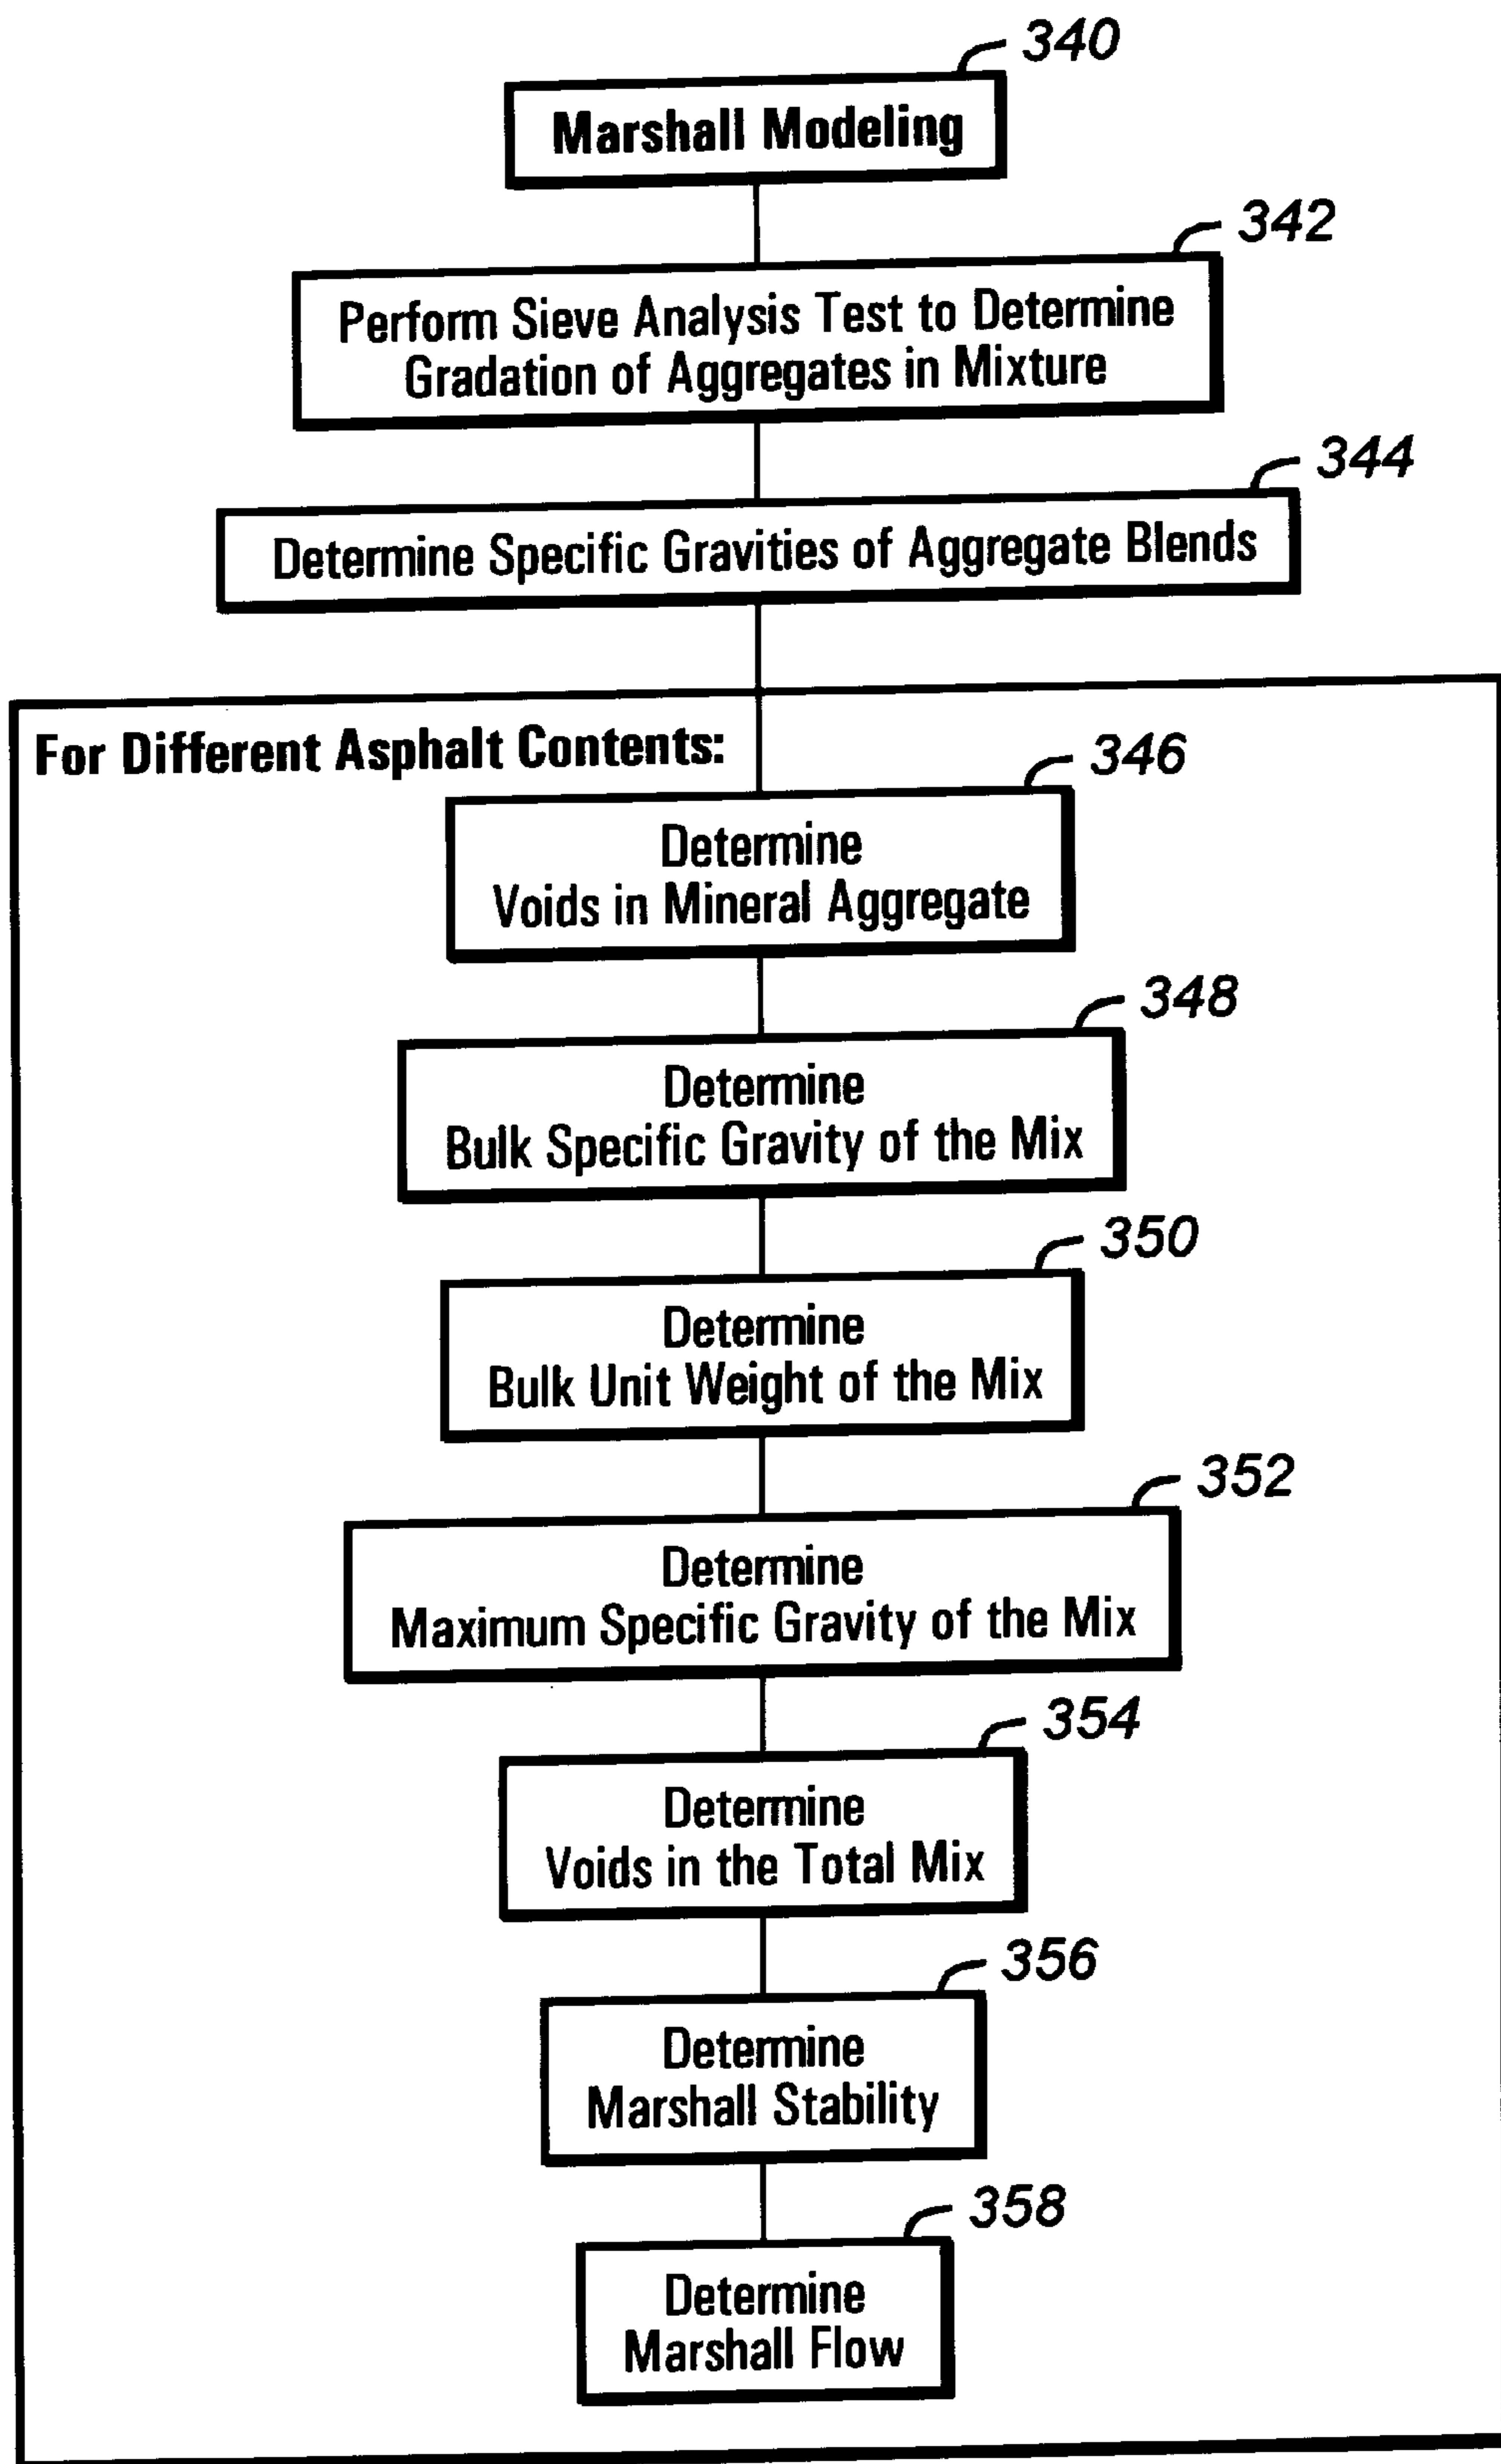 340
Marshall Modeling
342
Perform Sieve Analysis Test to Determine
Gradation of Aggregates in Mixture
344
Determine Specific Gravities of Aggregate Blends
For Different Asphalt Contents:
346
Determine
Voids in Mineral Aggregate
348
Determine
Bulk Specific Gravity of the Mix
350
Determine
Bulk Unit Weight of the Mix
352
Determine
Maximum Specific Gravity of the Mix
354
Determine
Voids in the Total Mix
356
Determine
Marshall Stability
358
Determine
Marshall Flow